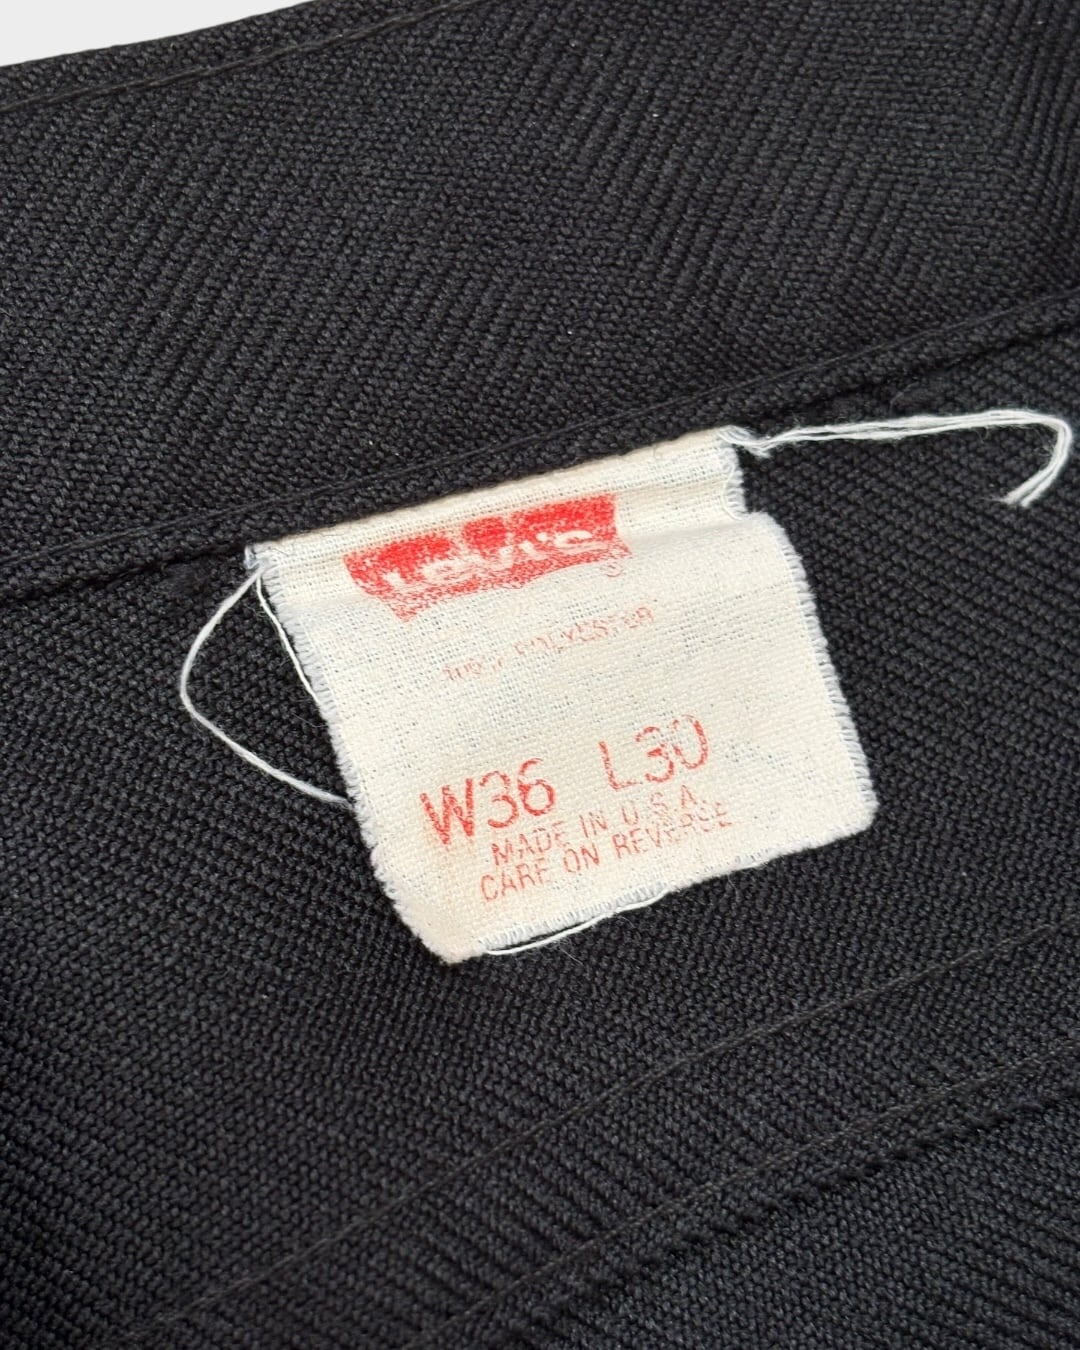 Levi's ®
100% POLYESTER
W36 L30
MADE IN U.S.A.
CARE ON REVERSE